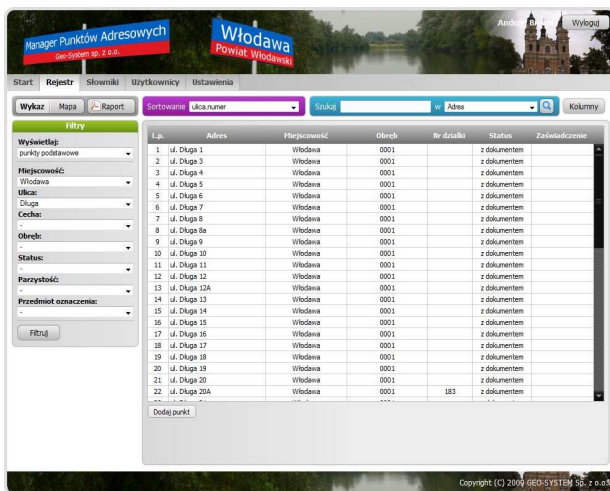 Manager Punktów Adresowych
Geo-System sp. z o.o.
Włodawa
Powiat Włodawski
Wyloguj
Start Rejestr Słowniki Użytkownicy Ustawienia
Wykaz Mapa Raport Sortowanie ulica,numer Szukaj w Adres Kolumny
Filtry
Wyświetlaj:
punkty podstawowe
Miejscowość:
Włodawa
Ulica:
Długa
Cecha:
-
Obręb:
-
Status:
-
Parzystość:
-
Przedmiot oznaczenia:
-
Filtruj
L.p. Adres Miejscowość Obręb Nr działki Status Zaświadczenie
1 ul. Długa 1 Włodawa 0001 z dokumentem
2 ul. Długa 3 Włodawa 0001 z dokumentem
3 ul. Długa 4 Włodawa 0001 z dokumentem
4 ul. Długa 5 Włodawa 0001 z dokumentem
5 ul. Długa 6 Włodawa 0001 z dokumentem
6 ul. Długa 7 Włodawa 0001 z dokumentem
7 ul. Długa 8 Włodawa 0001 z dokumentem
8 ul. Długa 8a Włodawa 0001 z dokumentem
9 ul. Długa 9 Włodawa 0001 z dokumentem
10 ul. Długa 10 Włodawa 0001 z dokumentem
11 ul. Długa 11 Włodawa 0001 z dokumentem
12 ul. Długa 12 Włodawa 0001 z dokumentem
13 ul. Długa 12A Włodawa 0001 z dokumentem
14 ul. Długa 13 Włodawa 0001 z dokumentem
15 ul. Długa 14 Włodawa 0001 z dokumentem
16 ul. Długa 15 Włodawa 0001 z dokumentem
17 ul. Długa 16 Włodawa 0001 z dokumentem
18 ul. Długa 17 Włodawa 0001 z dokumentem
19 ul. Długa 18 Włodawa 0001 z dokumentem
20 ul. Długa 19 Włodawa 0001 z dokumentem
21 ul. Długa 20 Włodawa 0001 z dokumentem
22 ul. Długa 20A Włodawa 0001 183 z dokumentem
Dodaj punkt
Copyright (C) 2009 GEO-SYSTEM Sp. z o.o.